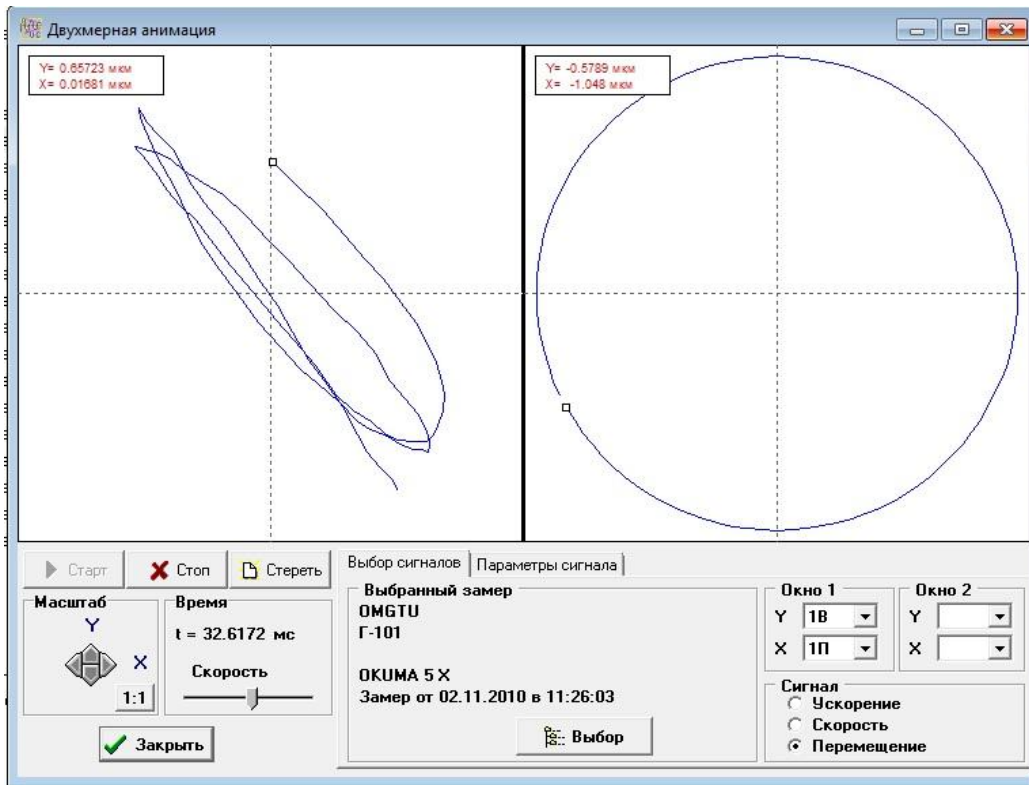 Двухмерная анимация
Y= 0.65723 мкм
X= 0.01681 мкм
Y= -0.5789 мкм
X= -1.048 мкм
Старт
Стоп
Стереть
Масштаб
Y
X
1:1
Время
t = 32.6172 мс
Скорость
Закрыть
Выбор сигналов
Параметры сигнала
Выбранный замер
OMGTU
Г-101
OKUMA 5 X
Замер от 02.11.2010 в 11:26:03
Выбор
Окно 1
Y 1В
X 1П
Окно 2
Y
X
Сигнал
Ускорение
Скорость
Перемещение